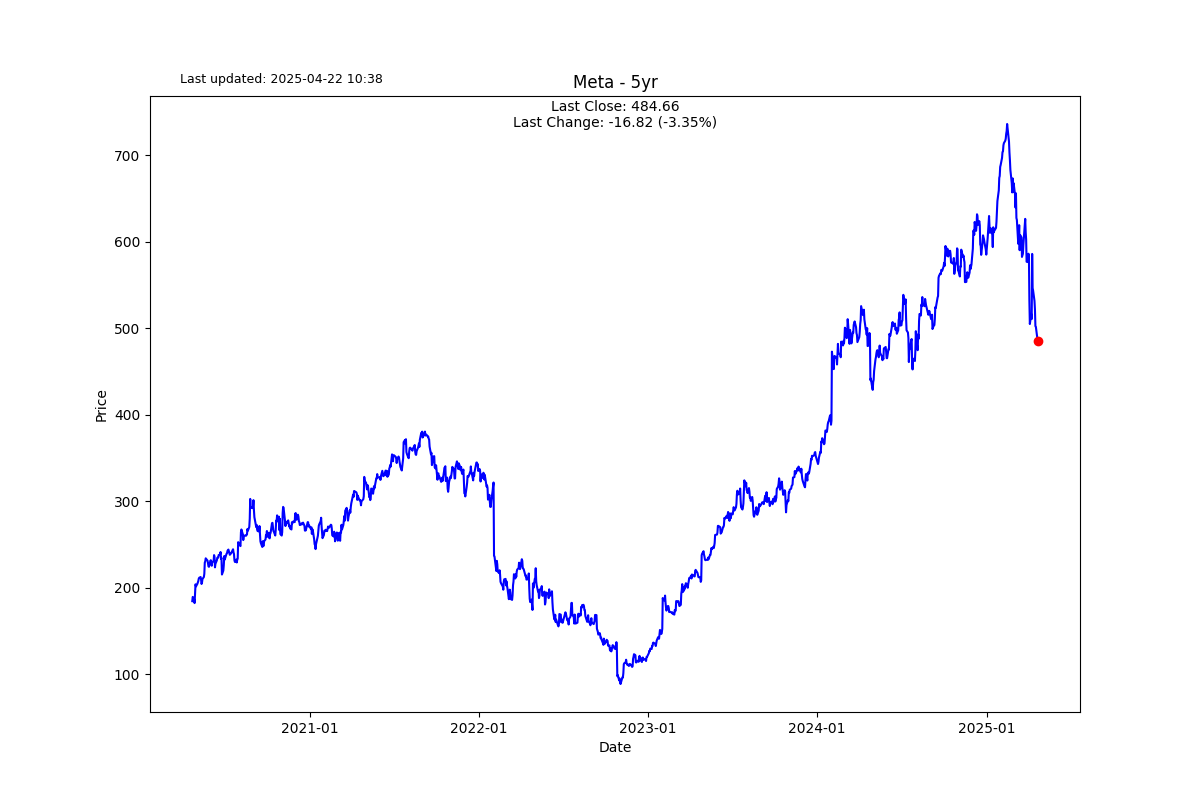 Last updated: 2025-04-22 10:38
Meta - 5yr
Last Close: 484.66
Last Change: -16.82 (-3.35%)
700
600
500
400
300
200
100
Price
2021-01
2022-01
2023-01
2024-01
2025-01
Date